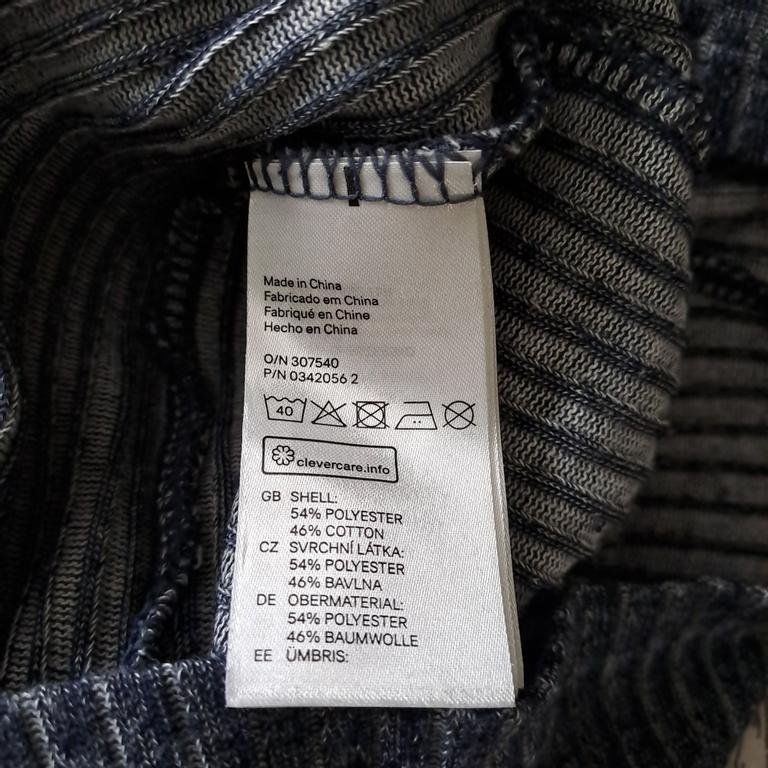 Made in China
Fabricado em China
Fabriqué en Chine
Hecho en China
O/N 307540
P/N 0342056 2
40
clevercare.info
GB SHELL:
54% POLYESTER
46% COTTON
CZ SVRCHNÍ LÁTKA:
54% POLYESTER
46% BAVLNA
DE OBERMATERIAL:
54% POLYESTER
46% BAUMWOLLE
EE ÜMBRIS: